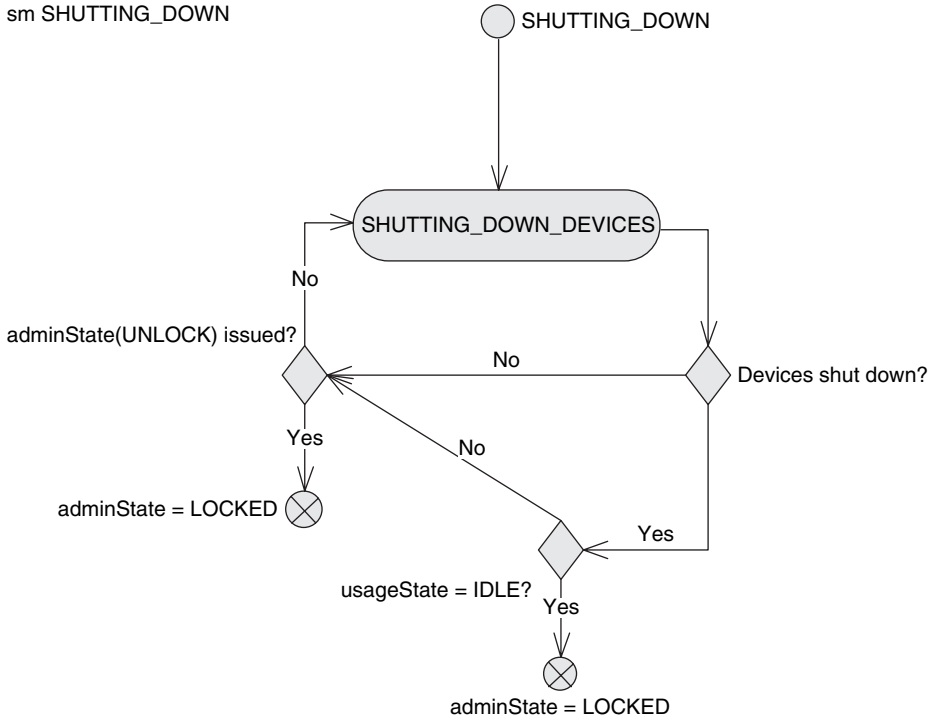 sm SHUTTING_DOWN
SHUTTING_DOWN
SHUTTING_DOWN_DEVICES
No
adminState(UNLOCK) issued?
No
Devices shut down?
Yes
No
adminState = LOCKED
Yes
usageState = IDLE?
Yes
adminState = LOCKED